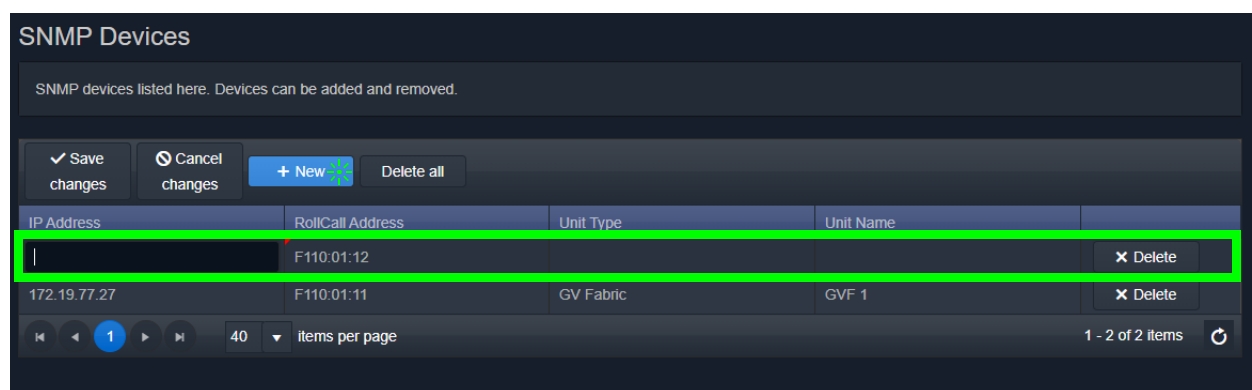 SNMP Devices
SNMP devices listed here. Devices can be added and removed.
Save changes Cancel changes + New Delete all
IP Address RollCall Address Unit Type Unit Name
F110:01:12 × Delete
172.19.77.27 F110:01:11 GV Fabric GVF 1 × Delete
1 40 items per page 1 - 2 of 2 items